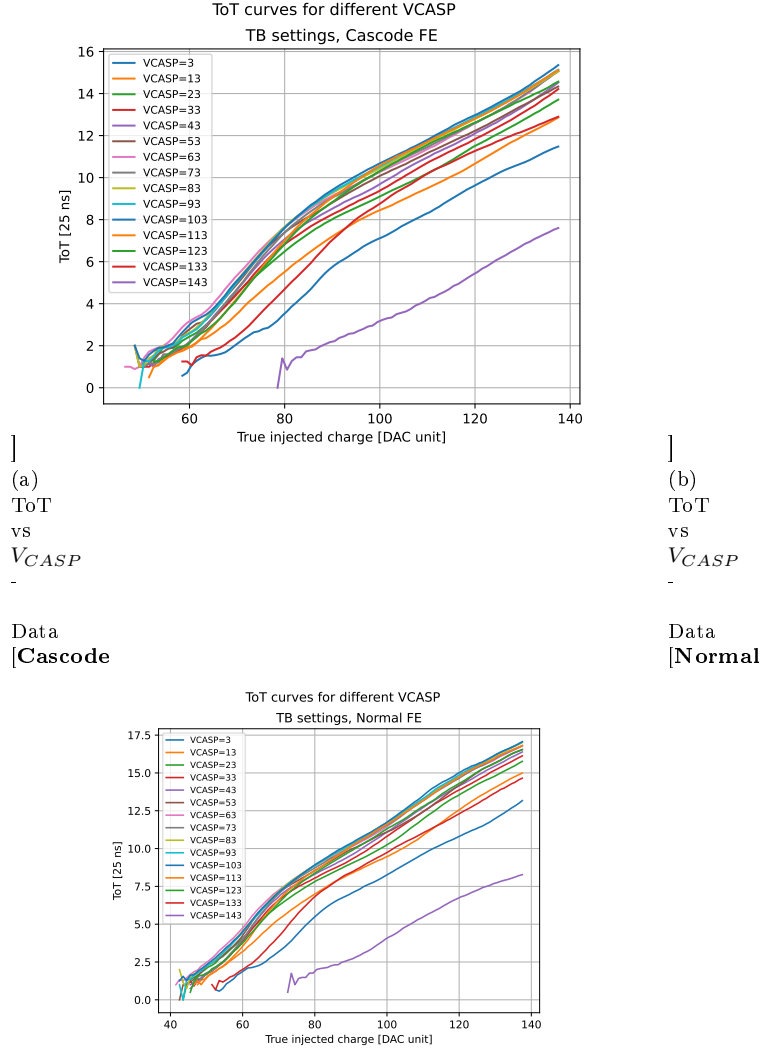 ToT curves for different VCASP
TB settings, Cascode FE
ToT [25 ns]
16
14
12
10
8
6
4
2
0
VCASP=3
VCASP=13
VCASP=23
VCASP=33
VCASP=43
VCASP=53
VCASP=63
VCASP=73
VCASP=83
VCASP=93
VCASP=103
VCASP=113
VCASP=123
VCASP=133
VCASP=143
60 80 100 120 140
True injected charge [DAC unit]
]
(a)
ToT
vs
V_{CASP}
-
Data
[Cascode
]
(b)
ToT
vs
V_{CASP}
-
Data
[Normal
ToT curves for different VCASP
TB settings, Normal FE
ToT [25 ns]
17.5
15.0
12.5
10.0
7.5
5.0
2.5
0.0
VCASP=3
VCASP=13
VCASP=23
VCASP=33
VCASP=43
VCASP=53
VCASP=63
VCASP=73
VCASP=83
VCASP=93
VCASP=103
VCASP=113
VCASP=123
VCASP=133
VCASP=143
40 60 80 100 120 140
True injected charge [DAC unit]